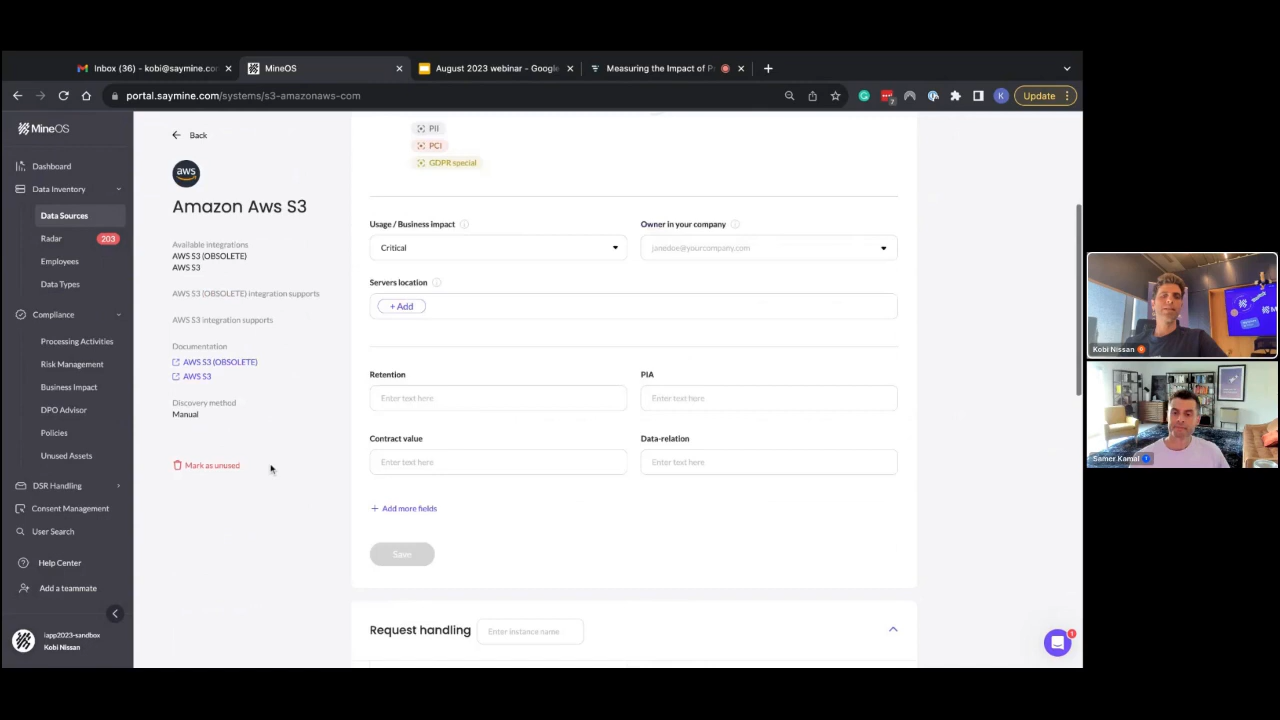 Inbox (36) - kobi@saymine.co
MineOS
August 2023 webinar - Google
Measuring the Impact of P
portal.saymine.com/systems/s3-amazonaws-com
7
K
Update
MineOS
Dashboard
Data Inventory
Data Sources
Radar
203
Employees
Data Types
Compliance
Processing Activities
Risk Management
Business Impact
DPO Advisor
Policies
Unused Assets
DSR Handling
Consent Management
User Search
Help Center
Add a teammate
iapp2023-sandbox
Kobi Nissan
Back
aws
Amazon Aws S3
Available integrations
AWS S3 (OBSOLETE)
AWS S3
AWS S3 (OBSOLETE) integration supports
AWS S3 integration supports
Documentation
AWS S3 (OBSOLETE)
AWS S3
Discovery method
Manual
Mark as unused
PII
PCI
GDPR special
Usage / Business impact
Critical
Owner in your company
janedoe@yourcompany.com
Servers location
+ Add
Retention
Enter text here
PIA
Enter text here
Contract value
Enter text here
Data-relation
Enter text here
+ Add more fields
Save
Request handling
Enter instance name
1
Kobi Nissan
Samer Kamal